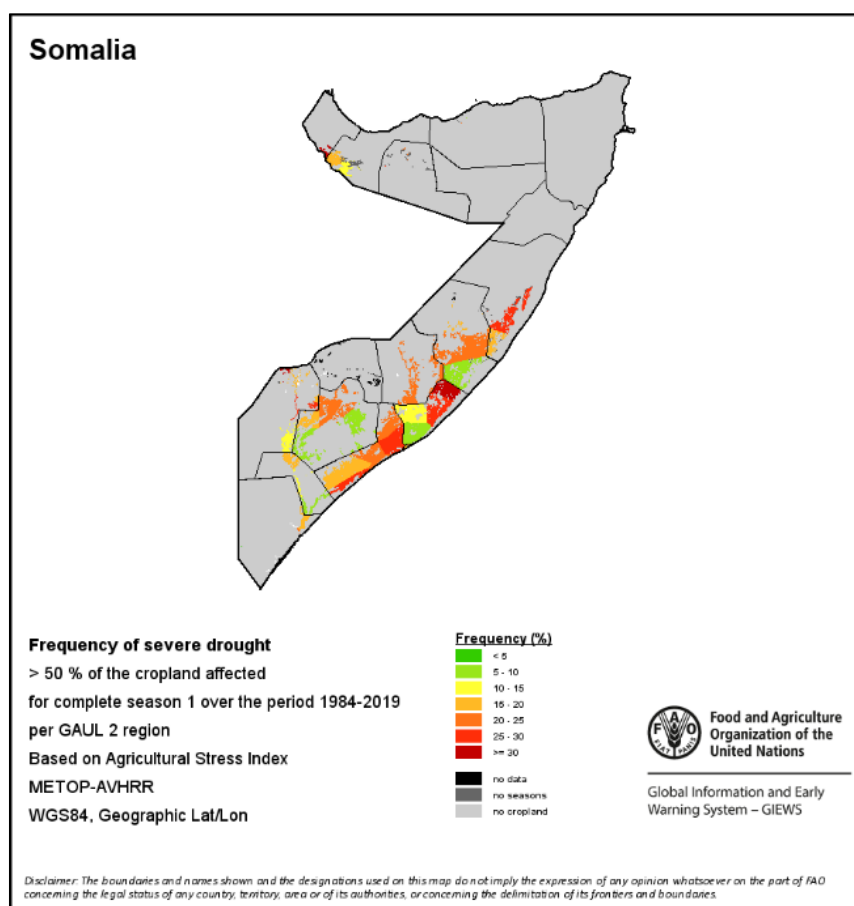 Somalia
Frequency of severe drought
> 50 % of the cropland affected
for complete season 1 over the period 1984-2019
per GAUL 2 region
Based on Agricultural Stress Index
METOP-AVHRR
WGS84, Geographic Lat/Lon
Frequency (%)
< 5
5 - 10
10 - 15
15 - 20
20 - 25
25 - 30
>= 30
no data
no seasons
no cropland
F A O
FIAT PANIS
Food and Agriculture
Organization of the
United Nations
Global Information and Early
Warning System – GIEWS
Disclaimer: The boundaries and names shown and the designations used on this map do not imply the expression of any opinion whatsoever on the part of FAO
concerning the legal status of any country, territory, area or of its authorities, or concerning the delimitation of its frontiers and boundaries.